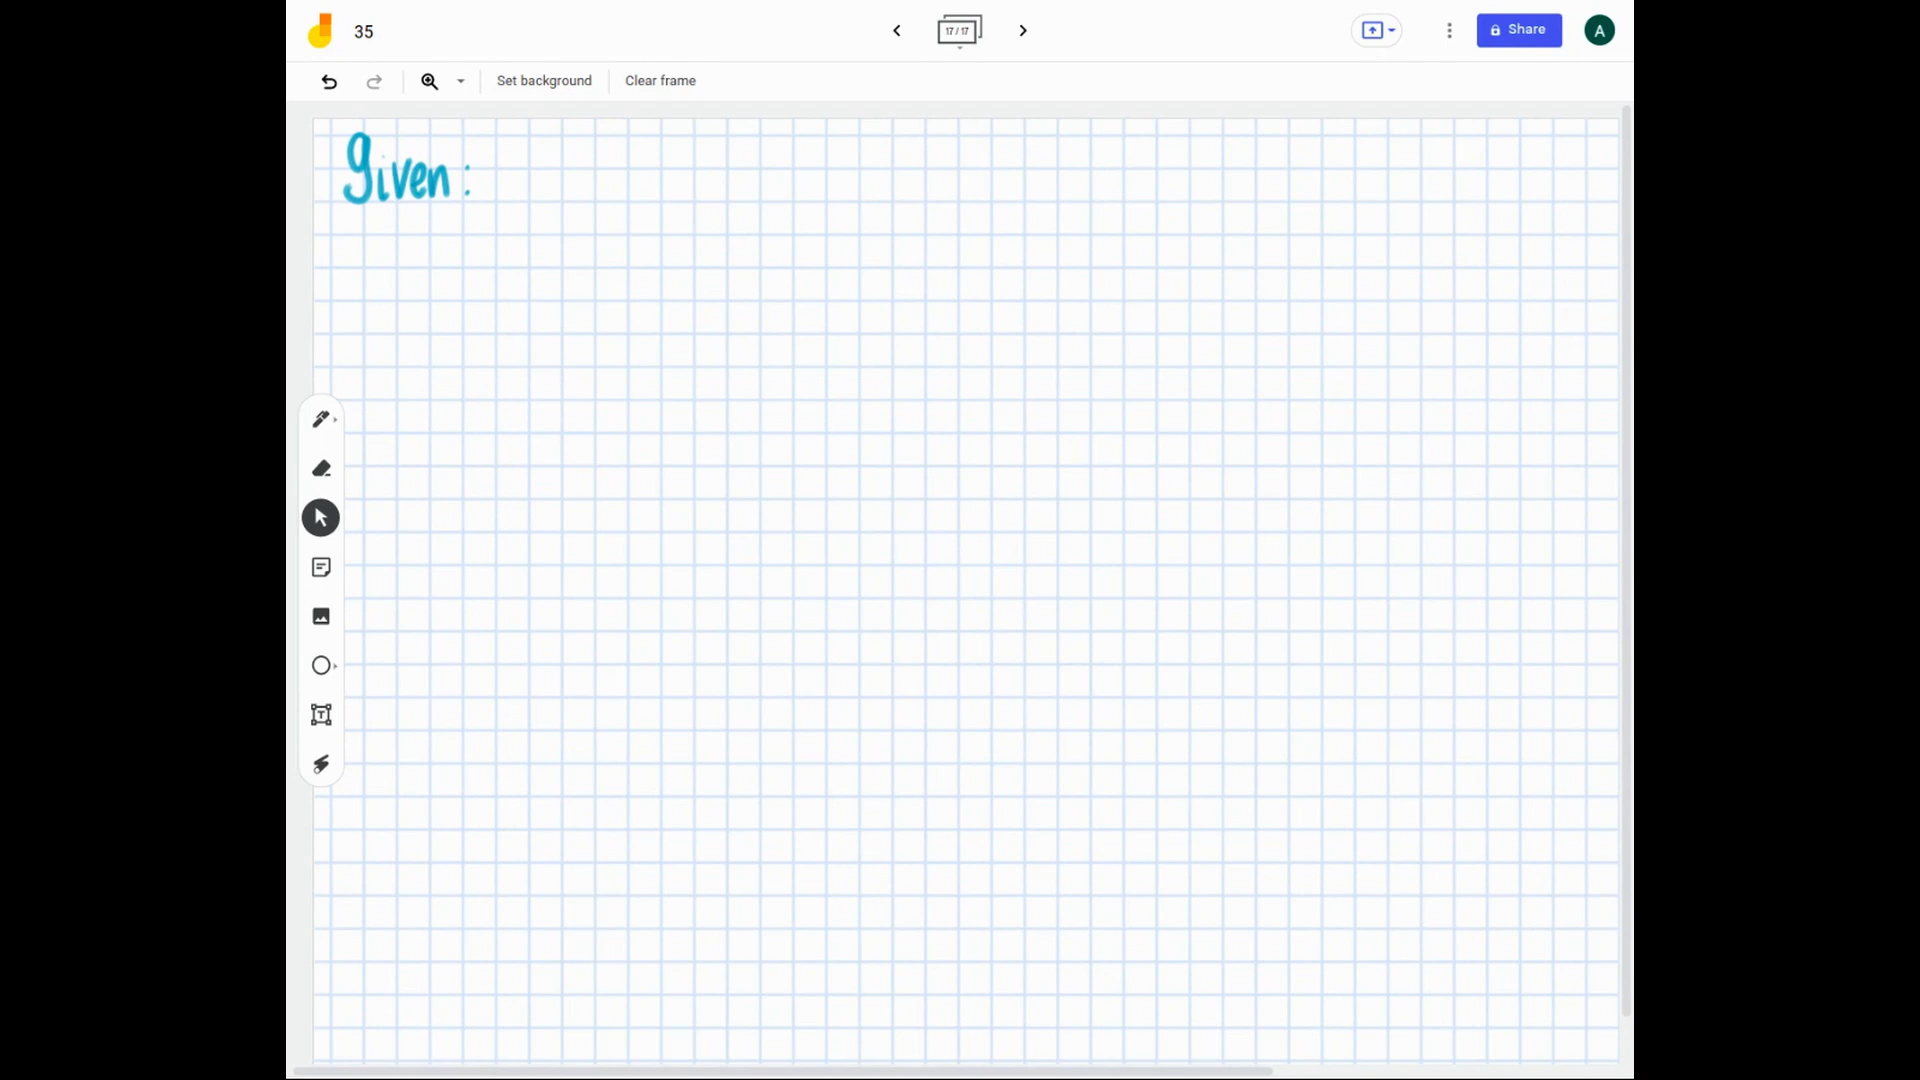 35
17 / 17
Share
A
Set background
Clear frame
Given :